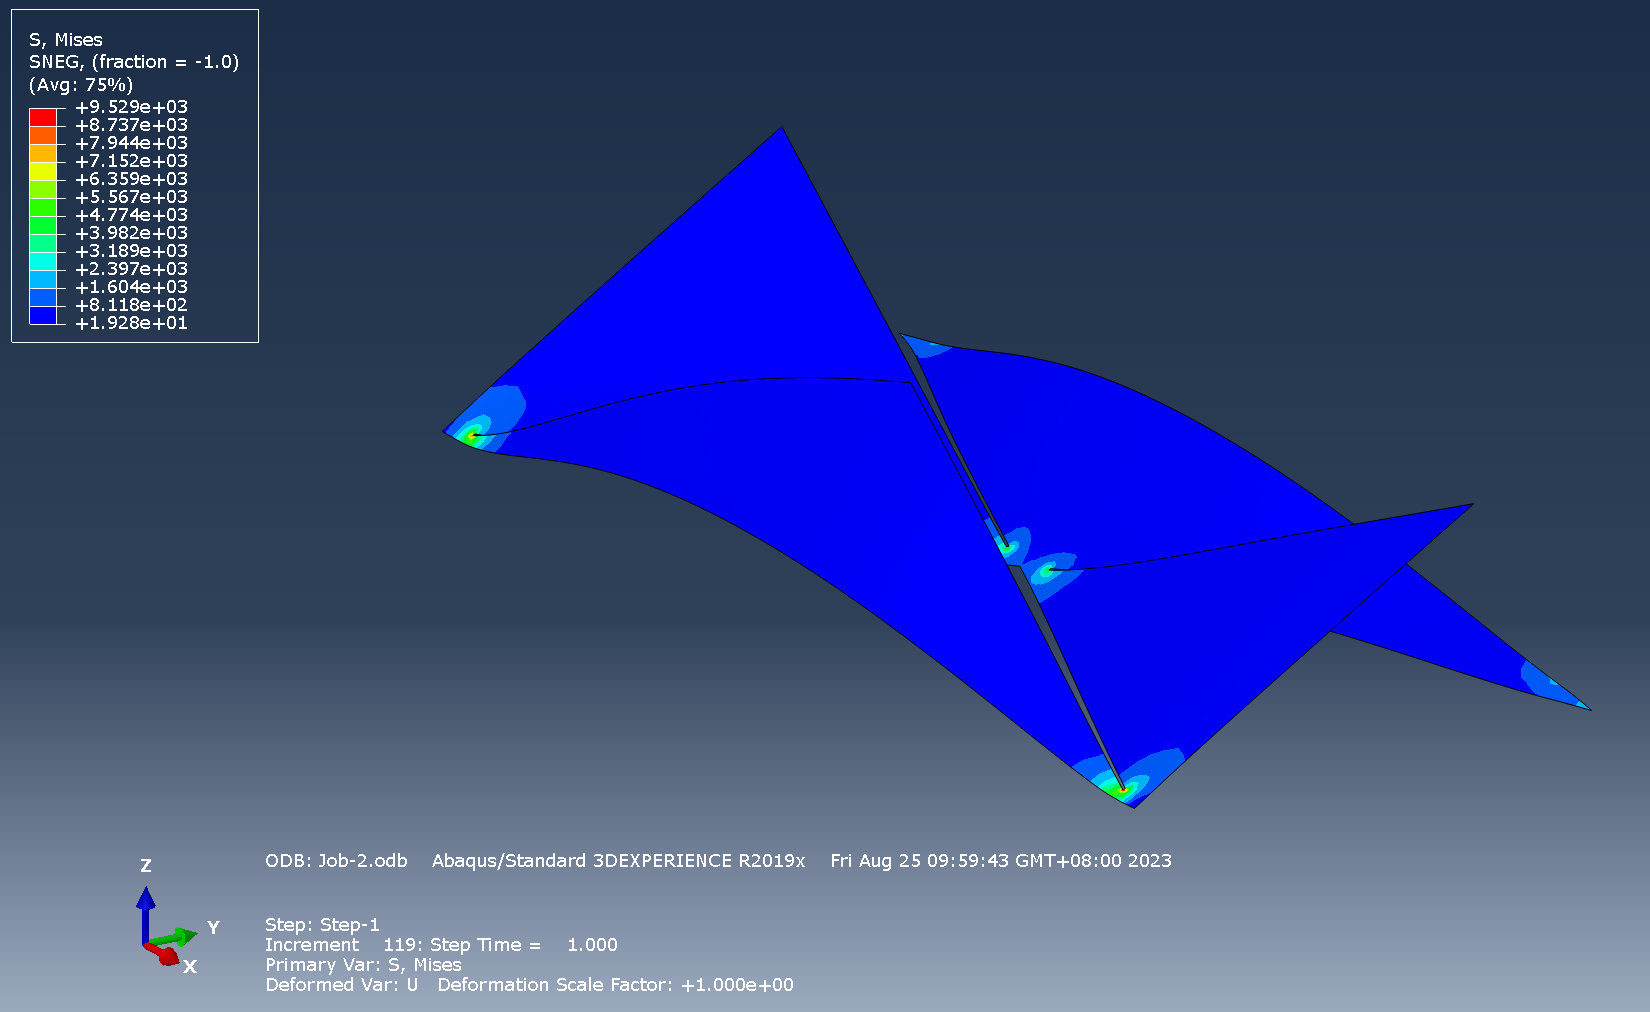 S, Mises
SNEG, (fraction = -1.0)
(Avg: 75%)
+9.529e+03
+8.737e+03
+7.944e+03
+7.152e+03
+6.359e+03
+5.567e+03
+4.774e+03
+3.982e+03
+3.189e+03
+2.397e+03
+1.604e+03
+8.118e+02
+1.928e+01
Z
Y
X
ODB: Job-2.odb    Abaqus/Standard 3DEXPERIENCE R2019x    Fri Aug 25 09:59:43 GMT+08:00 2023
Step: Step-1
Increment    119: Step Time =    1.000
Primary Var: S, Mises
Deformed Var: U   Deformation Scale Factor: +1.000e+00